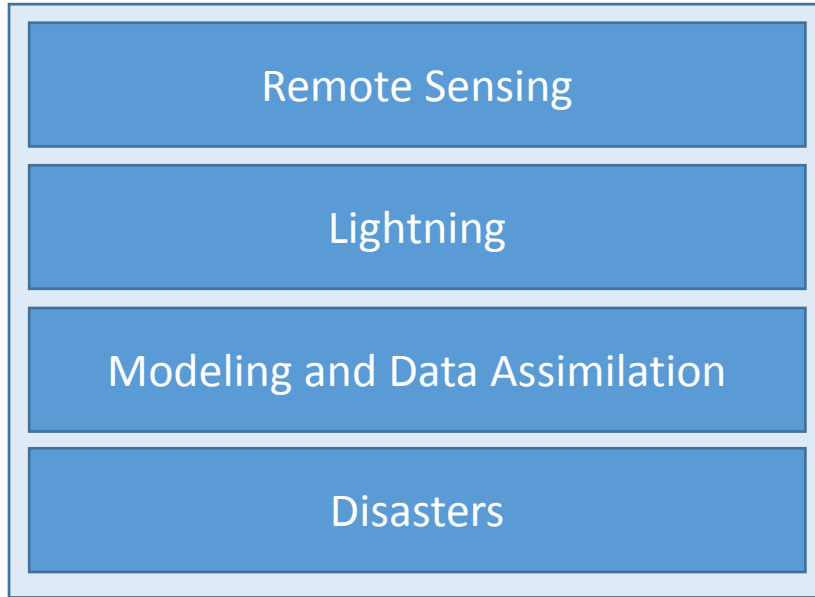 Remote Sensing
Lightning
Modeling and Data Assimilation
Disasters